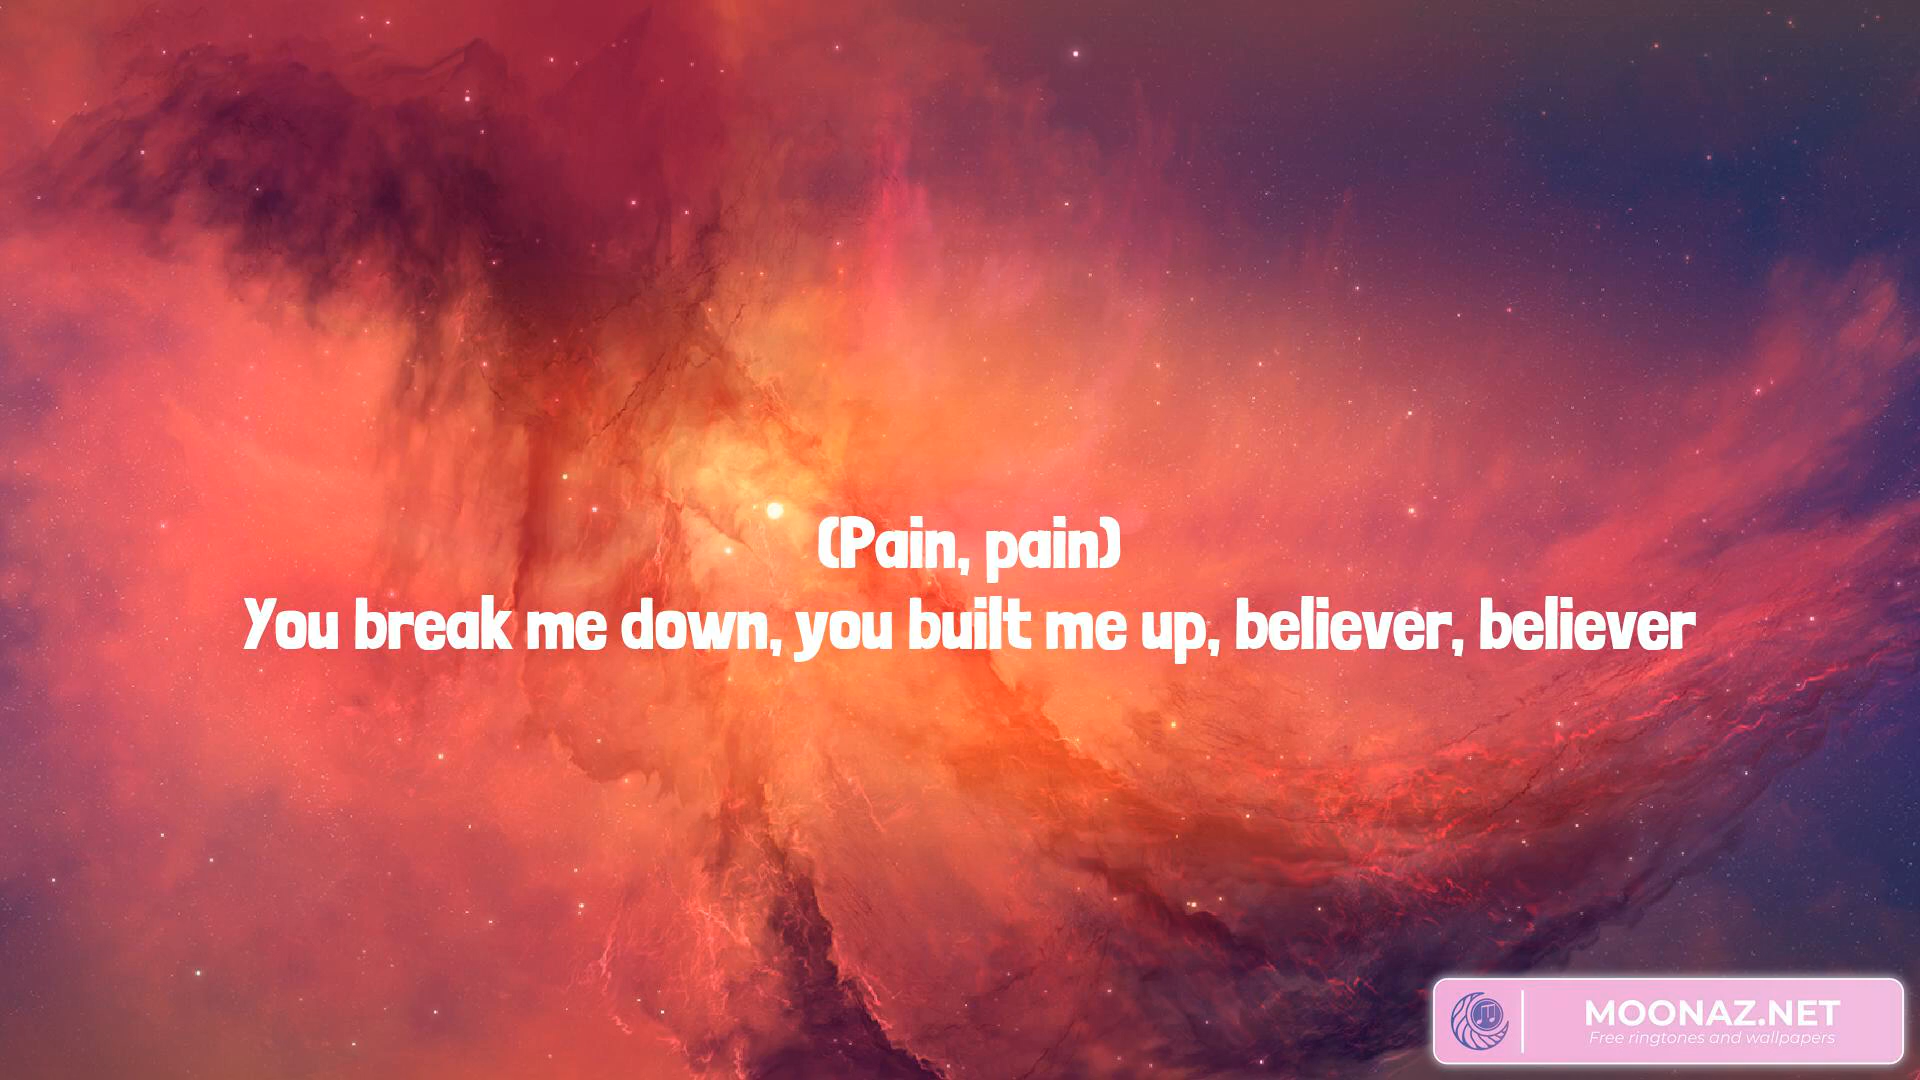 (Pain, pain)
You break me down, you built me up, believer, believer
MOONAZ.NET
Free ringtones and wallpapers